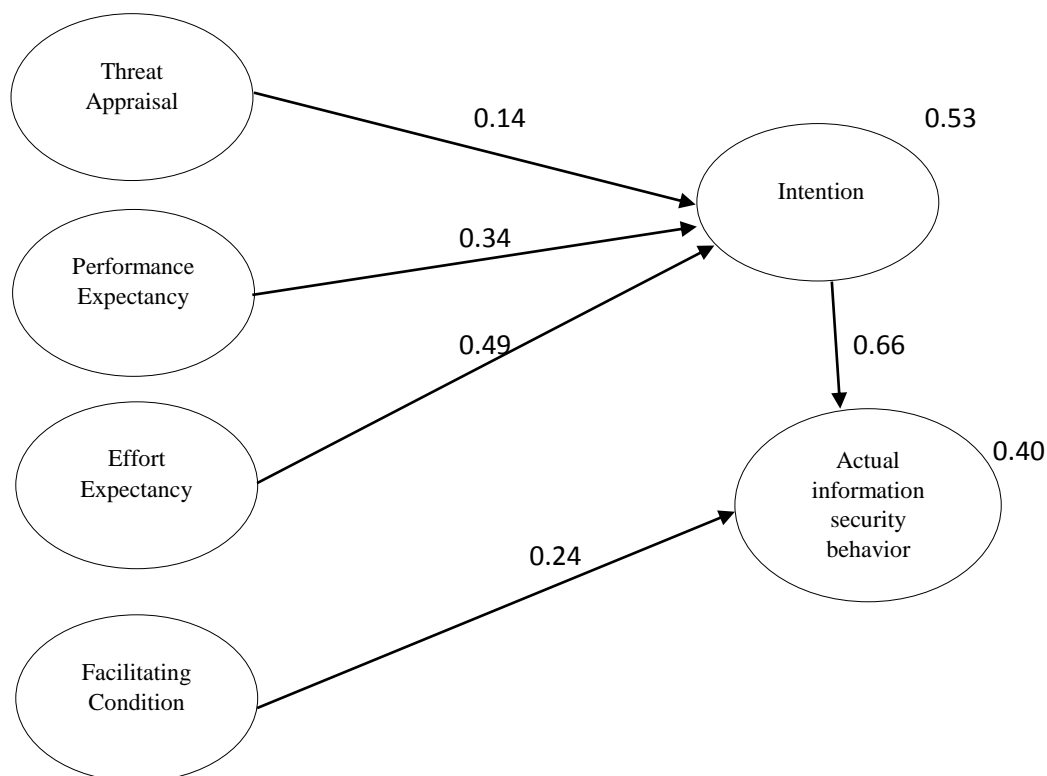 Threat
Appraisal
0.14
0.53
Intention
Performance
Expectancy
0.34
0.49
0.66
Effort
Expectancy
Actual
information
security
behavior
0.40
0.24
Facilitating
Condition